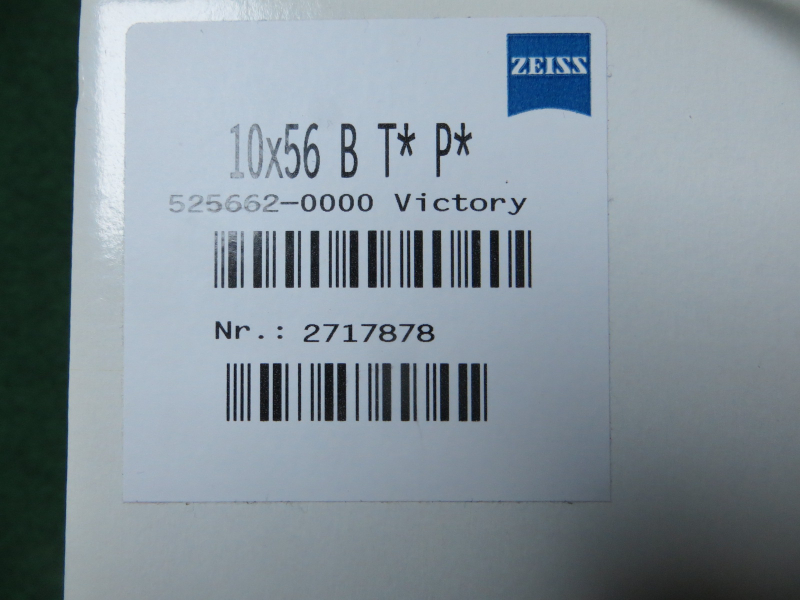 ZEISS
10x56 B T* P*
525662-0000 Victory
Nr.: 2717878